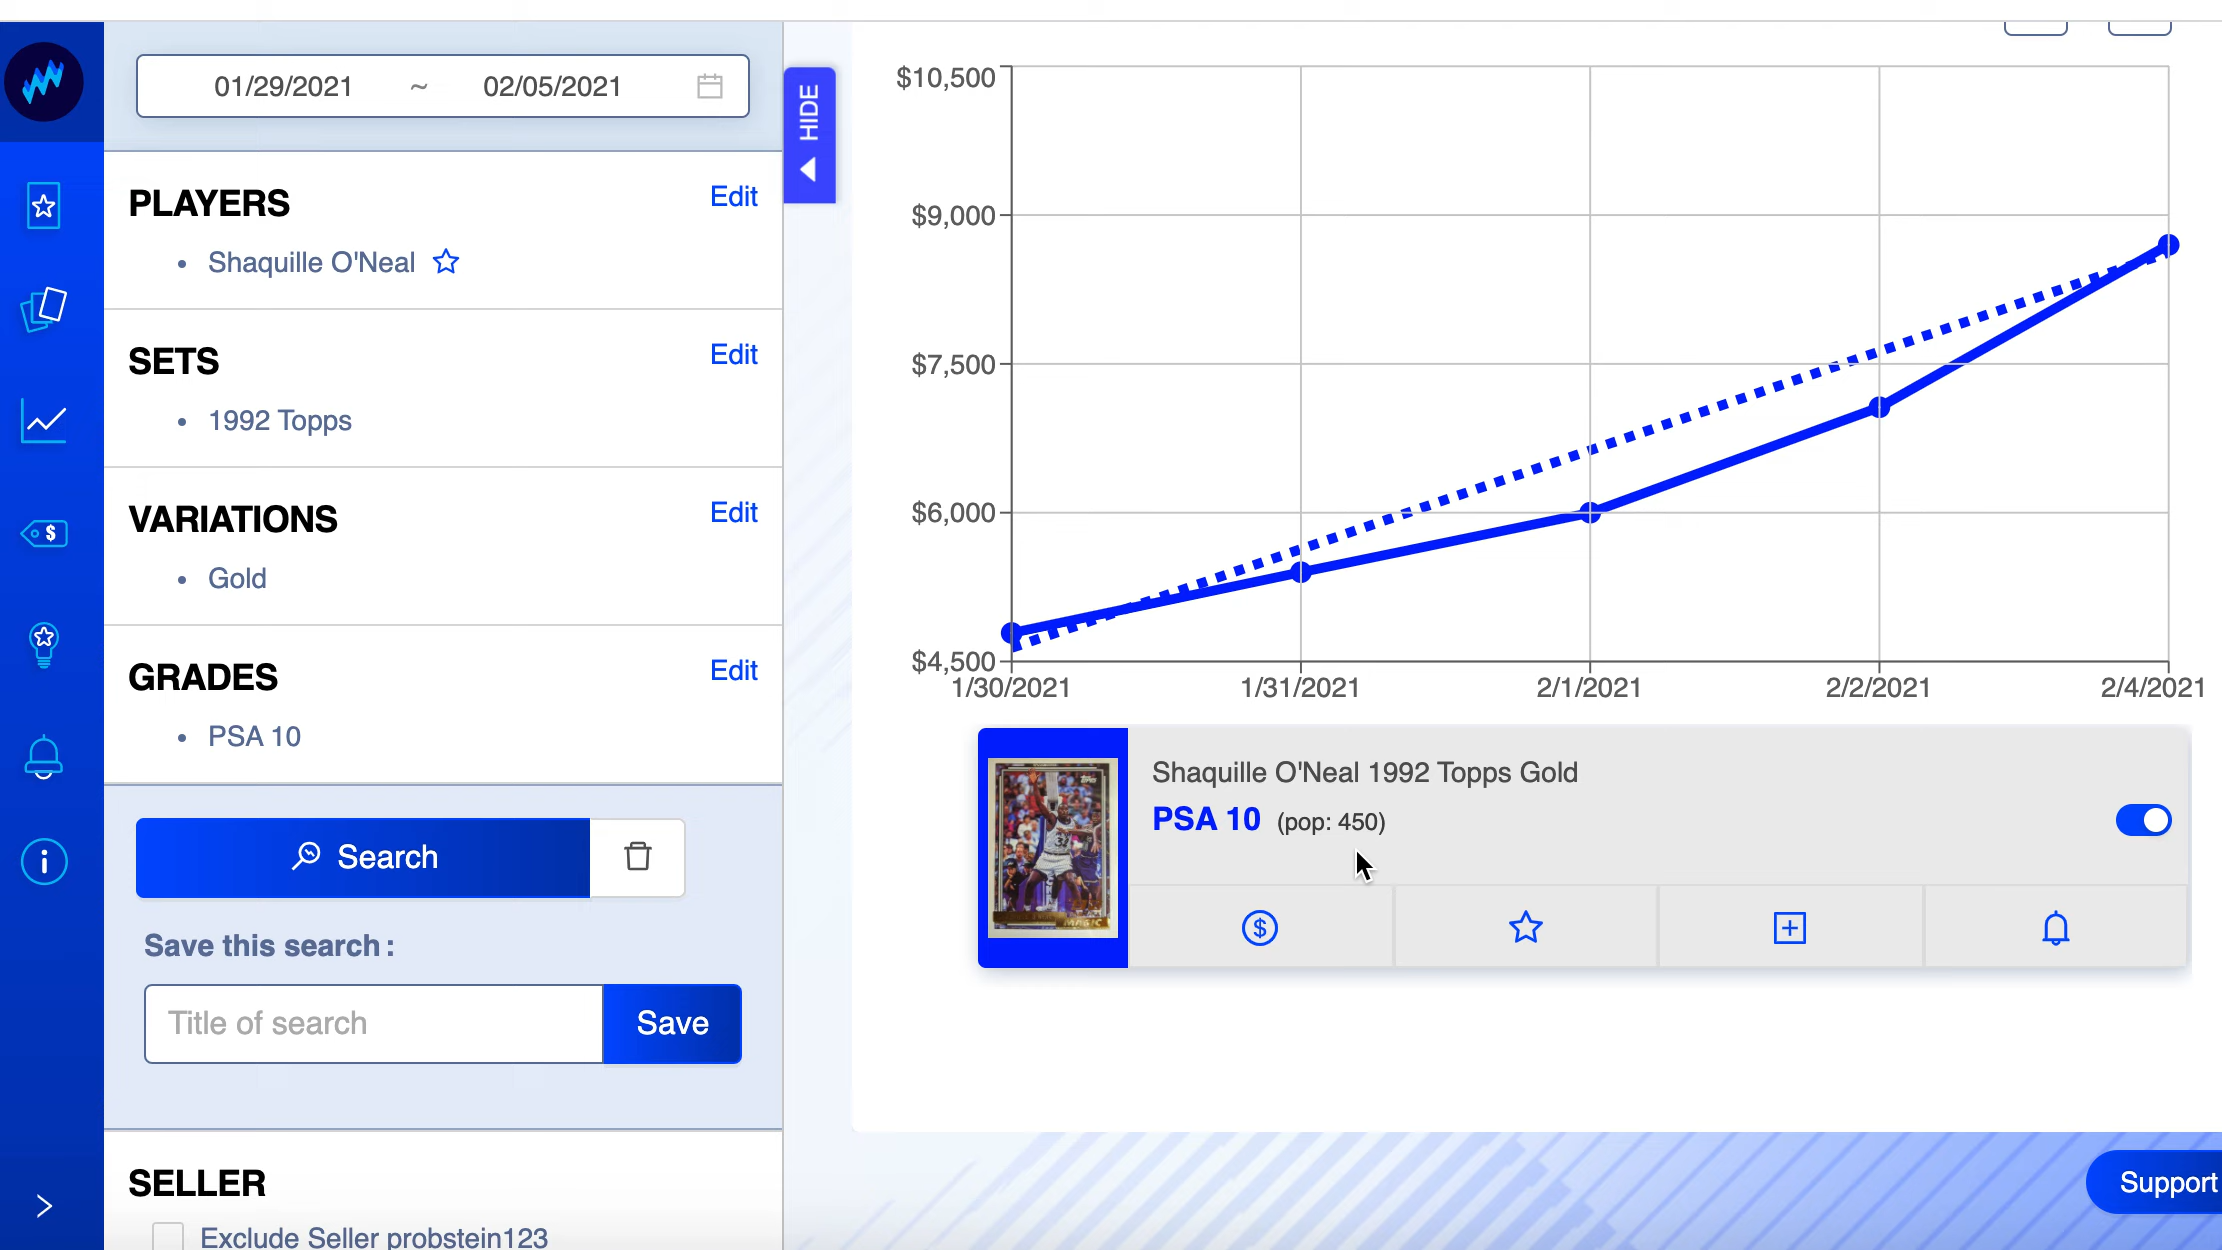 01/29/2021 ~ 02/05/2021
HIDE
PLAYERS
Edit
Shaquille O'Neal
SETS
Edit
1992 Topps
VARIATIONS
Edit
Gold
GRADES
Edit
PSA 10
Search
Save this search :
Title of search
Save
SELLER
Exclude Seller probstein123
$10,500
$9,000
$7,500
$6,000
$4,500
1/30/2021 1/31/2021 2/1/2021 2/2/2021 2/4/2021
Shaquille O'Neal 1992 Topps Gold
PSA 10 (pop: 450)
Support